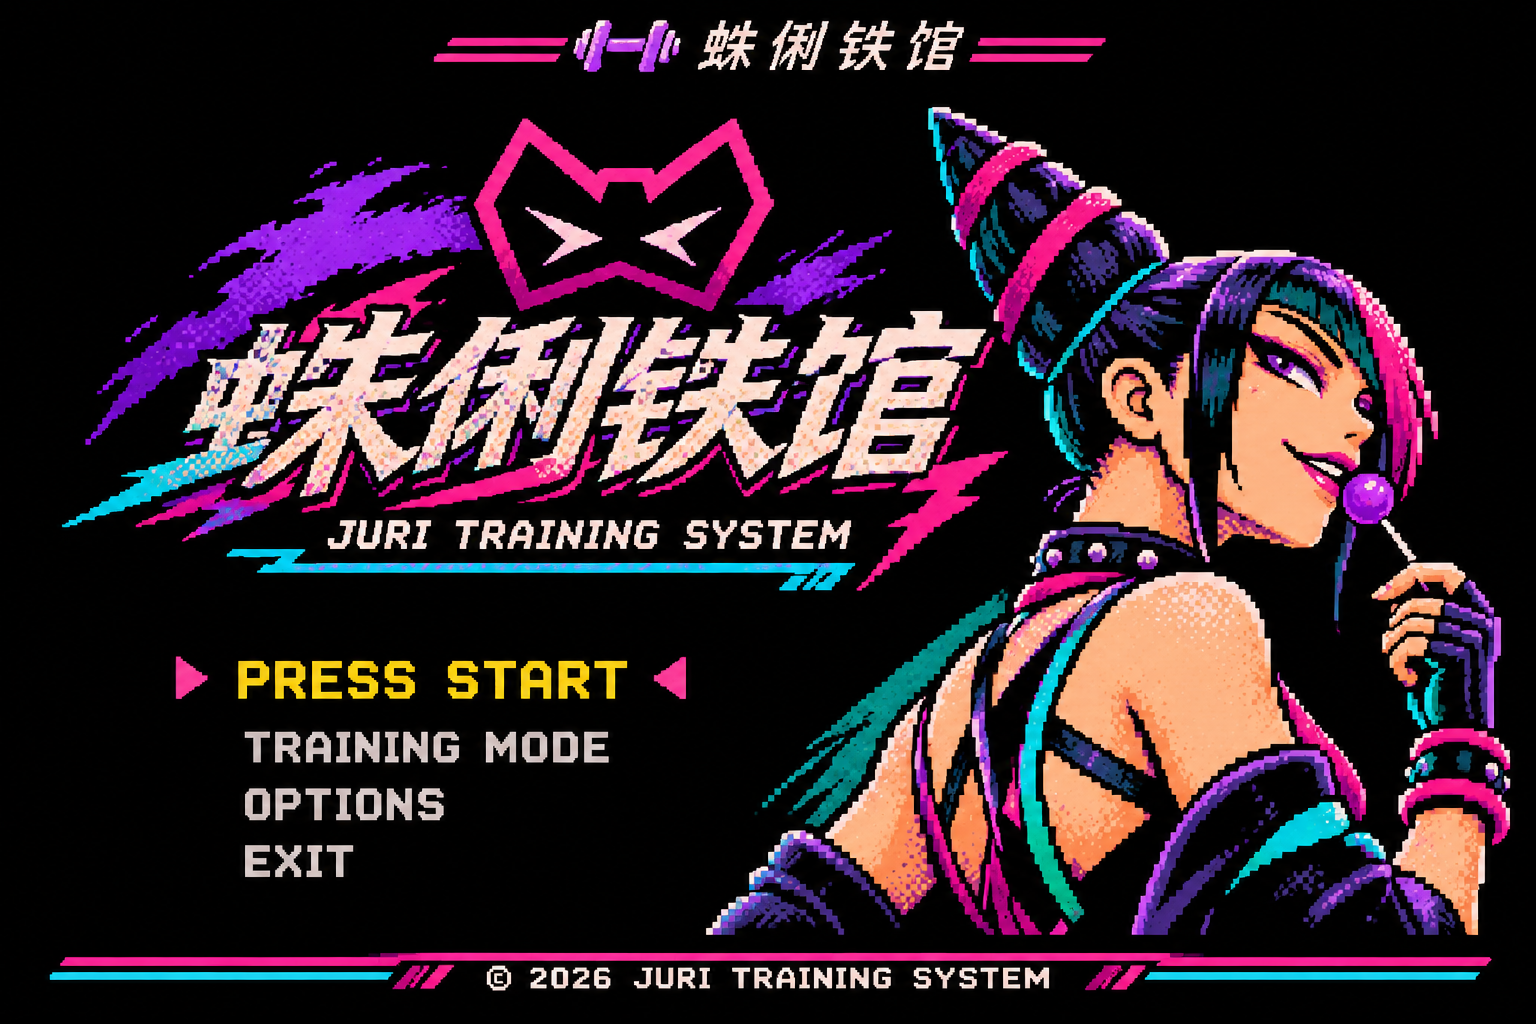 蛛俐铁馆
蛛俐铁馆
JURI TRAINING SYSTEM
PRESS START
TRAINING MODE
OPTIONS
EXIT
© 2026 JURI TRAINING SYSTEM